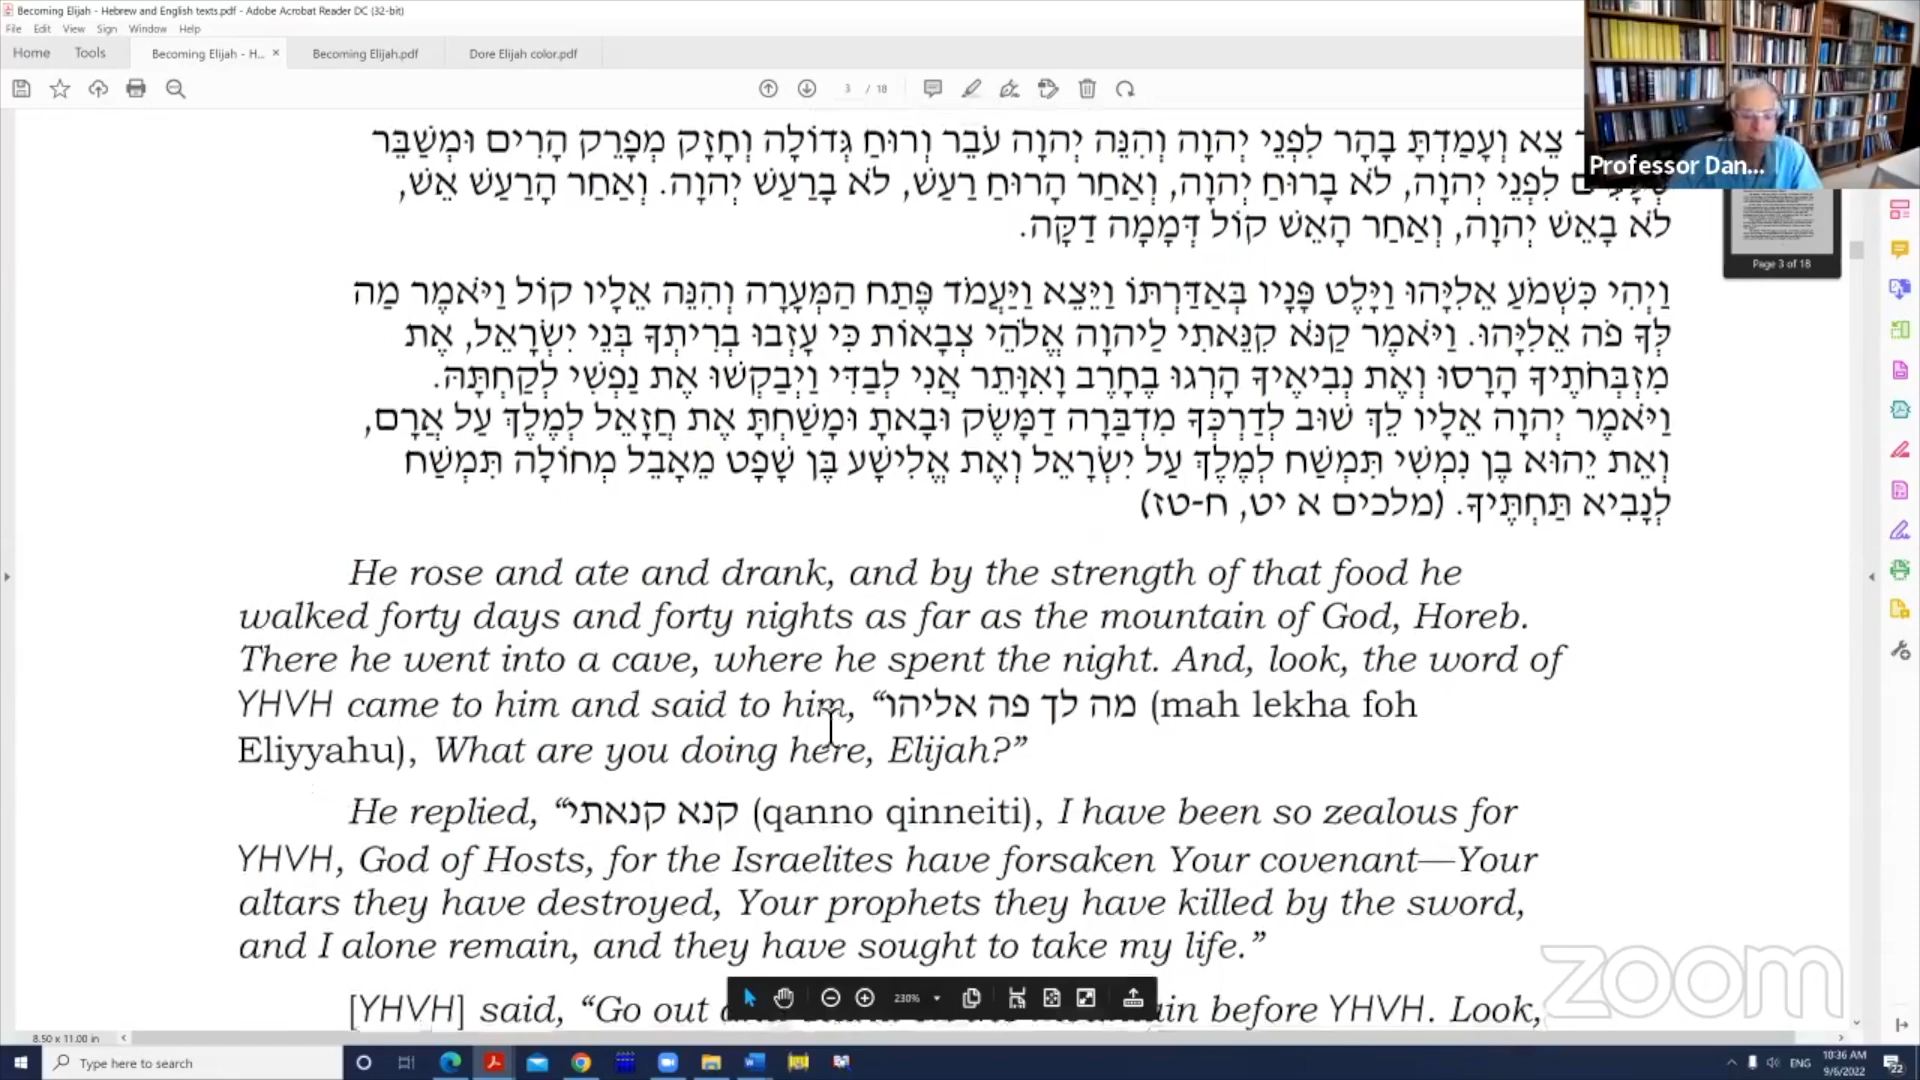 Becoming Elijah - Hebrew and English texts.pdf - Adobe Acrobat Reader DC (32-bit)
File Edit View Sign Window Help
Home Tools Becoming Elijah - H... × Becoming Elijah.pdf Dore Elijah color.pdf
3 / 18
Professor Dan...
צֵא וְעָמַדְתָּ בָהָר לִפְנֵי יְהוָה וְהִנֵּה יְהוָה עֹבֵר וְרוּחַ גְּדוֹלָה וְחָזָק מְפָרֵק הָרִים וּמְשַׁבֵּר
לִפְנֵי יְהוָה, לֹא בָרוּחַ יְהוָה, וְאַחַר הָרוּחַ רַעַשׁ, לֹא בָרַעַשׁ יְהוָה. וְאַחַר הָרַעַשׁ אֵשׁ,
לֹא בָאֵשׁ יְהוָה, וְאַחַר הָאֵשׁ קוֹל דְּמָמָה דַקָּה.
Page 3 of 18
וַיְהִי כִּשְׁמֹעַ אֵלִיָּהוּ וַיָּלֶט פָּנָיו בְּאַדַּרְתּוֹ וַיֵּצֵא וַיַּעֲמֹד פֶּתַח הַמְּעָרָה וְהִנֵּה אֵלָיו קוֹל וַיֹּאמֶר מַה
לְּךָ פֹה אֵלִיָּהוּ. וַיֹּאמֶר קַנֹּא קִנֵּאתִי לַיהוָה אֱלֹהֵי צְבָאוֹת כִּי עָזְבוּ בְרִיתְךָ בְּנֵי יִשְׂרָאֵל, אֶת
מִזְבְּחֹתֶיךָ הָרָסוּ וְאֶת נְבִיאֶיךָ הָרְגוּ בֶחָרֶב וָאִוָּתֵר אֲנִי לְבַדִּי וַיְבַקְשׁוּ אֶת נַפְשִׁי לְקַחְתָּהּ.
וַיֹּאמֶר יְהוָה אֵלָיו לֵךְ שׁוּב לְדַרְכְּךָ מִדְבַּרָה דַמָּשֶׂק וּבָאתָ וּמָשַׁחְתָּ אֶת חֲזָאֵל לְמֶלֶךְ עַל אֲרָם,
וְאֵת יֵהוּא בֶן נִמְשִׁי תִּמְשַׁח לְמֶלֶךְ עַל יִשְׂרָאֵל וְאֶת אֱלִישָׁע בֶּן שָׁפָט מֵאָבֵל מְחוֹלָה תִּמְשַׁח
לְנָבִיא תַּחְתֶּיךָ. (מלכים א יט, ח-טז)
He rose and ate and drank, and by the strength of that food he
walked forty days and forty nights as far as the mountain of God, Horeb.
There he went into a cave, where he spent the night. And, look, the word of
YHVH came to him and said to him, “מה לך פה אליהו (mah lekha foh
Eliyyahu), What are you doing here, Elijah?”
He replied, “קנא קנאתי (qanno qinneiti), I have been so zealous for
YHVH, God of Hosts, for the Israelites have forsaken Your covenant—Your
altars they have destroyed, Your prophets they have killed by the sword,
and I alone remain, and they have sought to take my life.”
[YHVH] said, “Go out before YHVH. Look,
230%
zoom
8.50 x 11.00 in
Type here to search
ENG 10:36 AM
9/6/2022
22